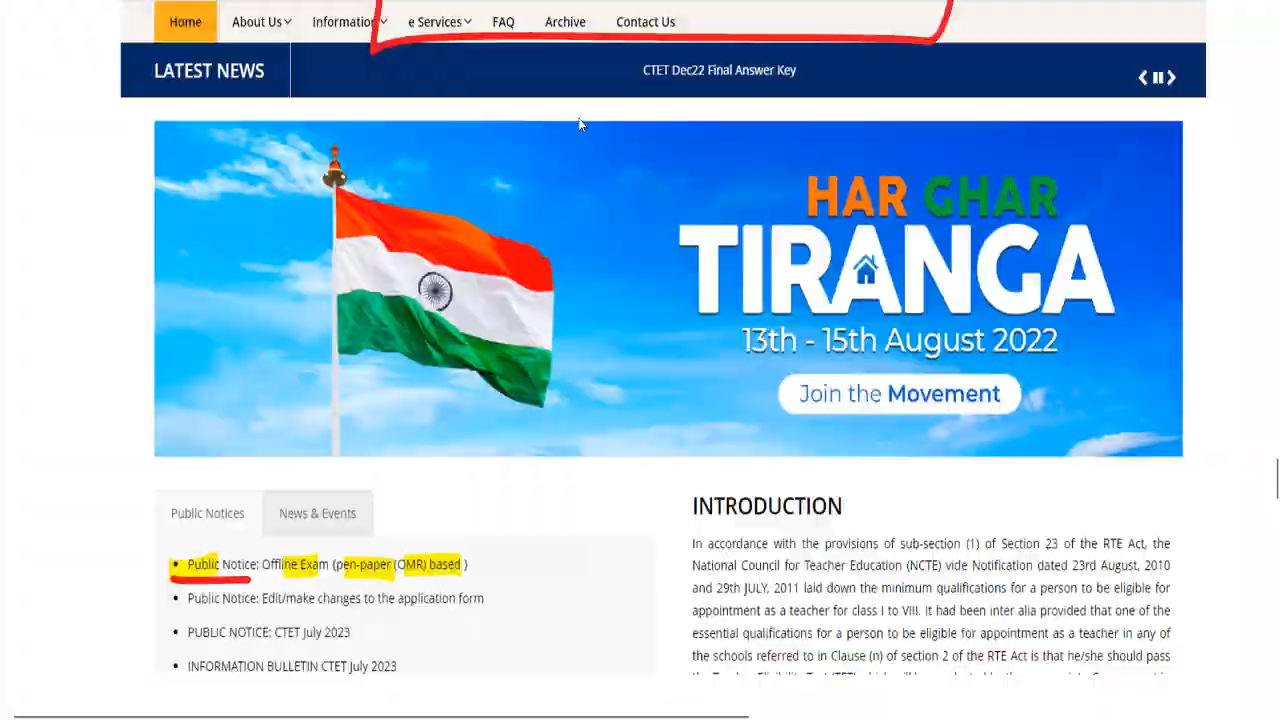 Home About Us Information e Services FAQ Archive Contact Us
LATEST NEWS
CTET Dec22 Final Answer Key
HAR GHAR
TIRANGA
13th - 15th August 2022
Join the Movement
Public Notices
News & Events
Public Notice: Offline Exam {pen-paper (OMR) based }
Public Notice: Edit/make changes to the application form
PUBLIC NOTICE: CTET July 2023
INFORMATION BULLETIN CTET July 2023
INTRODUCTION
In accordance with the provisions of sub-section (1) of Section 23 of the RTE Act, the
National Council for Teacher Education (NCTE) vide Notification dated 23rd August, 2010
and 29th JULY, 2011 laid down the minimum qualifications for a person to be eligible for
appointment as a teacher for class I to VIII. It had been inter alia provided that one of the
essential qualifications for a person to be eligible for appointment as a teacher in any of
the schools referred to in Clause (n) of section 2 of the RTE Act is that he/she should pass